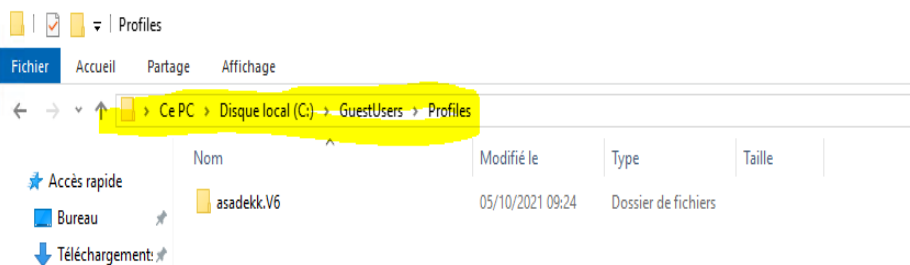 Profiles
Fichier Accueil Partage Affichage
Ce PC > Disque local (C:) > GuestUsers > Profiles
Nom Modifié le Type Taille
Accès rapide
asadekk.V6 05/10/2021 09:24 Dossier de fichiers
Bureau
Téléchargements